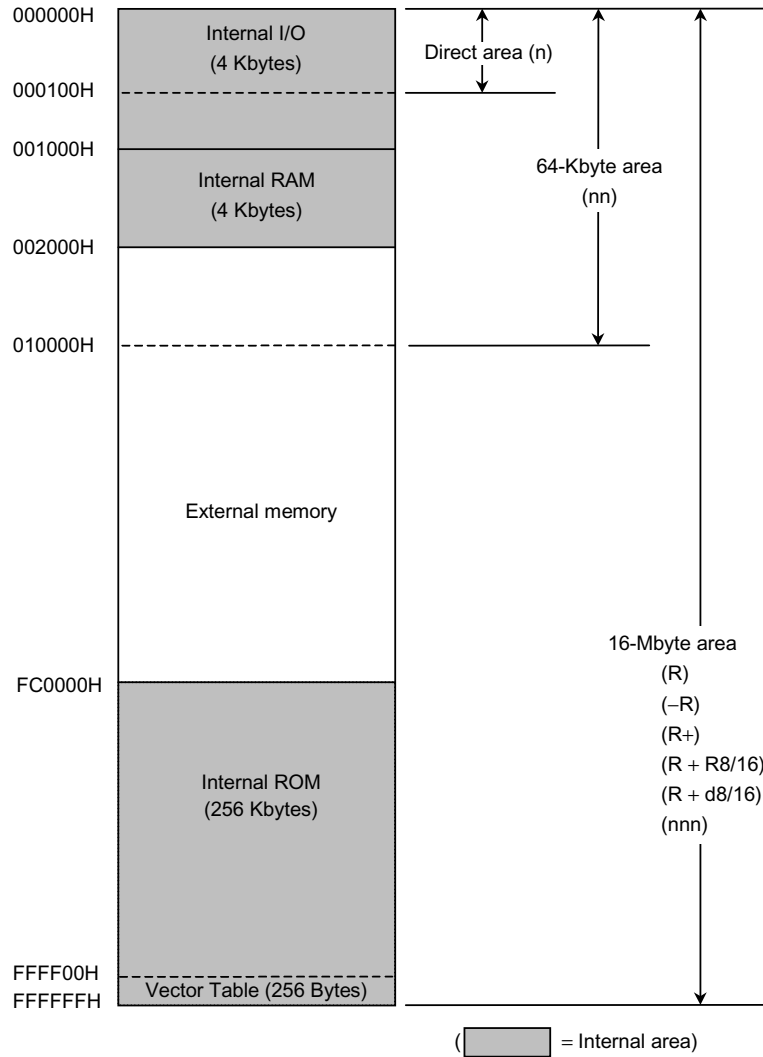 000000H
Internal I/O
(4 Kbytes)
Direct area (n)
000100H
001000H
64-Kbyte area
(nn)
Internal RAM
(4 Kbytes)
002000H
010000H
External memory
16-Mbyte area
(R)
(−R)
(R+)
(R + R8/16)
(R + d8/16)
(nnn)
FC0000H
Internal ROM
(256 Kbytes)
FFFF00H
Vector Table (256 Bytes)
FFFFFFH
( = Internal area)